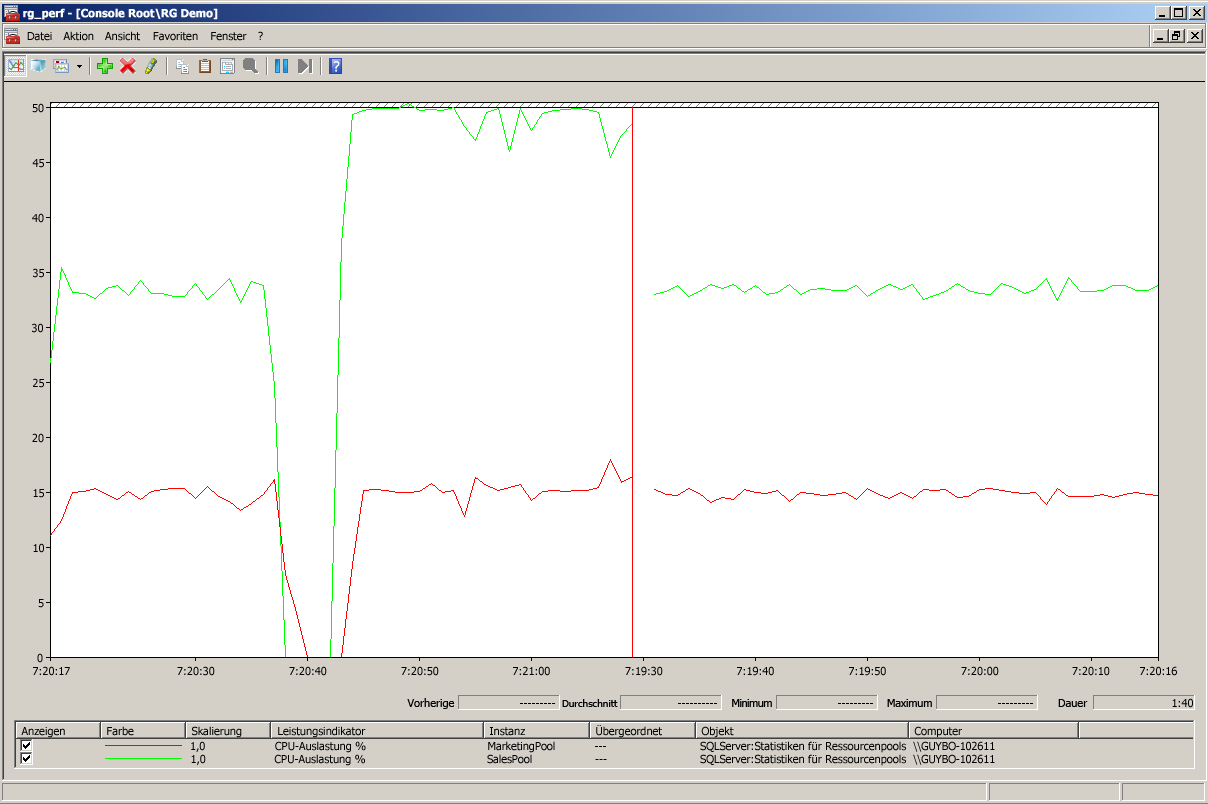 rg_perf - [Console Root\RG Demo]
Datei Aktion Ansicht Favoriten Fenster ?
50
45
40
35
30
25
20
15
10
5
0
7:20:17 7:20:30 7:20:40 7:20:50 7:21:00 7:19:30 7:19:40 7:19:50 7:20:00 7:20:10 7:20:16
Vorherige --------- Durchschnitt ---------- Minimum --------- Maximum --------- Dauer 1:40
Anzeigen Farbe Skalierung Leistungsindikator Instanz Übergeordnet Objekt Computer
1,0 CPU-Auslastung % MarketingPool --- SQLServer:Statistiken für Ressourcenpools \\GUYBO-102611
1,0 CPU-Auslastung % SalesPool --- SQLServer:Statistiken für Ressourcenpools \\GUYBO-102611